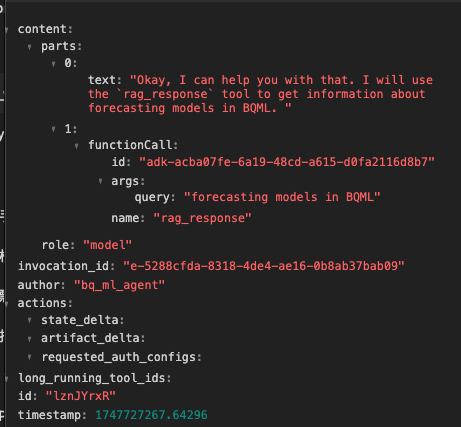 content:
parts:
0:
text: "Okay, I can help you with that. I will use
the `rag_response` tool to get information about
forecasting models in BQML. "
1:
functionCall:
id: "adk-acba07fe-6a19-48cd-a615-d0fa2116d8b7"
args:
query: "forecasting models in BQML"
name: "rag_response"
role: "model"
invocation_id: "e-5288cfda-8318-4de4-ae16-0b8ab37bab09"
author: "bq_ml_agent"
actions:
state_delta:
artifact_delta:
requested_auth_configs:
long_running_tool_ids:
id: "lznJYrxR"
timestamp: 1747727267.64296